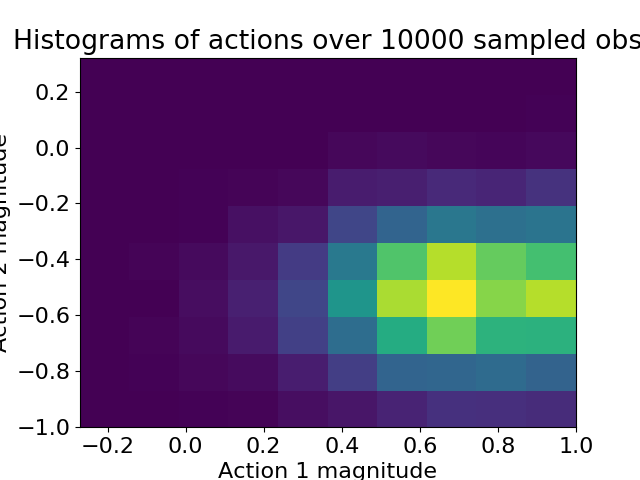 Histograms of actions over 10000 sampled obs
Action 2 magnitude
0.2
0.0
−0.2
−0.4
−0.6
−0.8
−1.0
−0.2 0.0 0.2 0.4 0.6 0.8 1.0
Action 1 magnitude